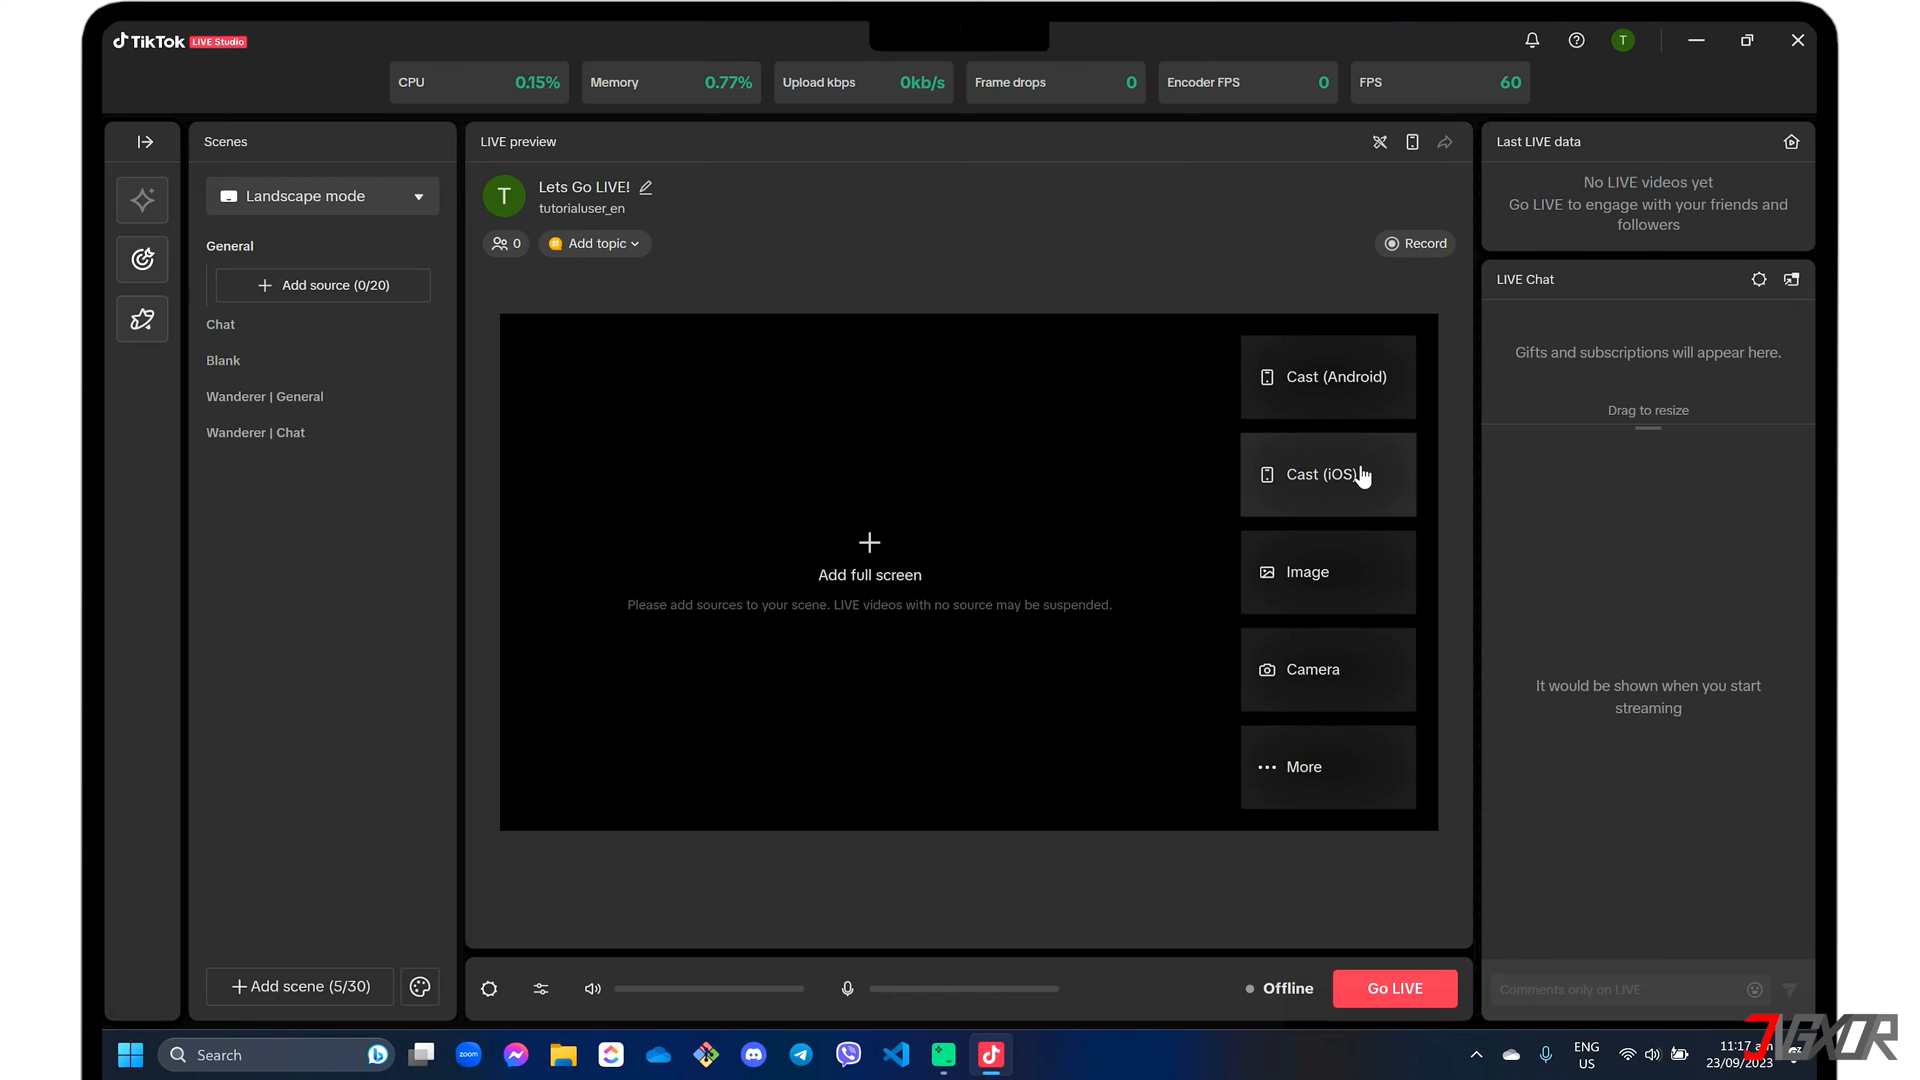 TikTok LIVE Studio
T
CPU 0.15%
Memory 0.77%
Upload kbps 0kb/s
Frame drops 0
Encoder FPS 0
FPS 60
Scenes
Landscape mode
General
Add source (0/20)
Chat
Blank
Wanderer | General
Wanderer | Chat
Add scene (5/30)
LIVE preview
T
Lets Go LIVE!
tutorialuser_en
0
Add topic
Record
Add full screen
Please add sources to your scene. LIVE videos with no source may be suspended.
Cast (Android)
Cast (iOS)
Image
Camera
More
Offline
Go LIVE
Last LIVE data
No LIVE videos yet
Go LIVE to engage with your friends and
followers
LIVE Chat
Gifts and subscriptions will appear here.
Drag to resize
It would be shown when you start
streaming
Comments only on LIVE
Search
zoom
ENG
US
11:17
23/09/2023